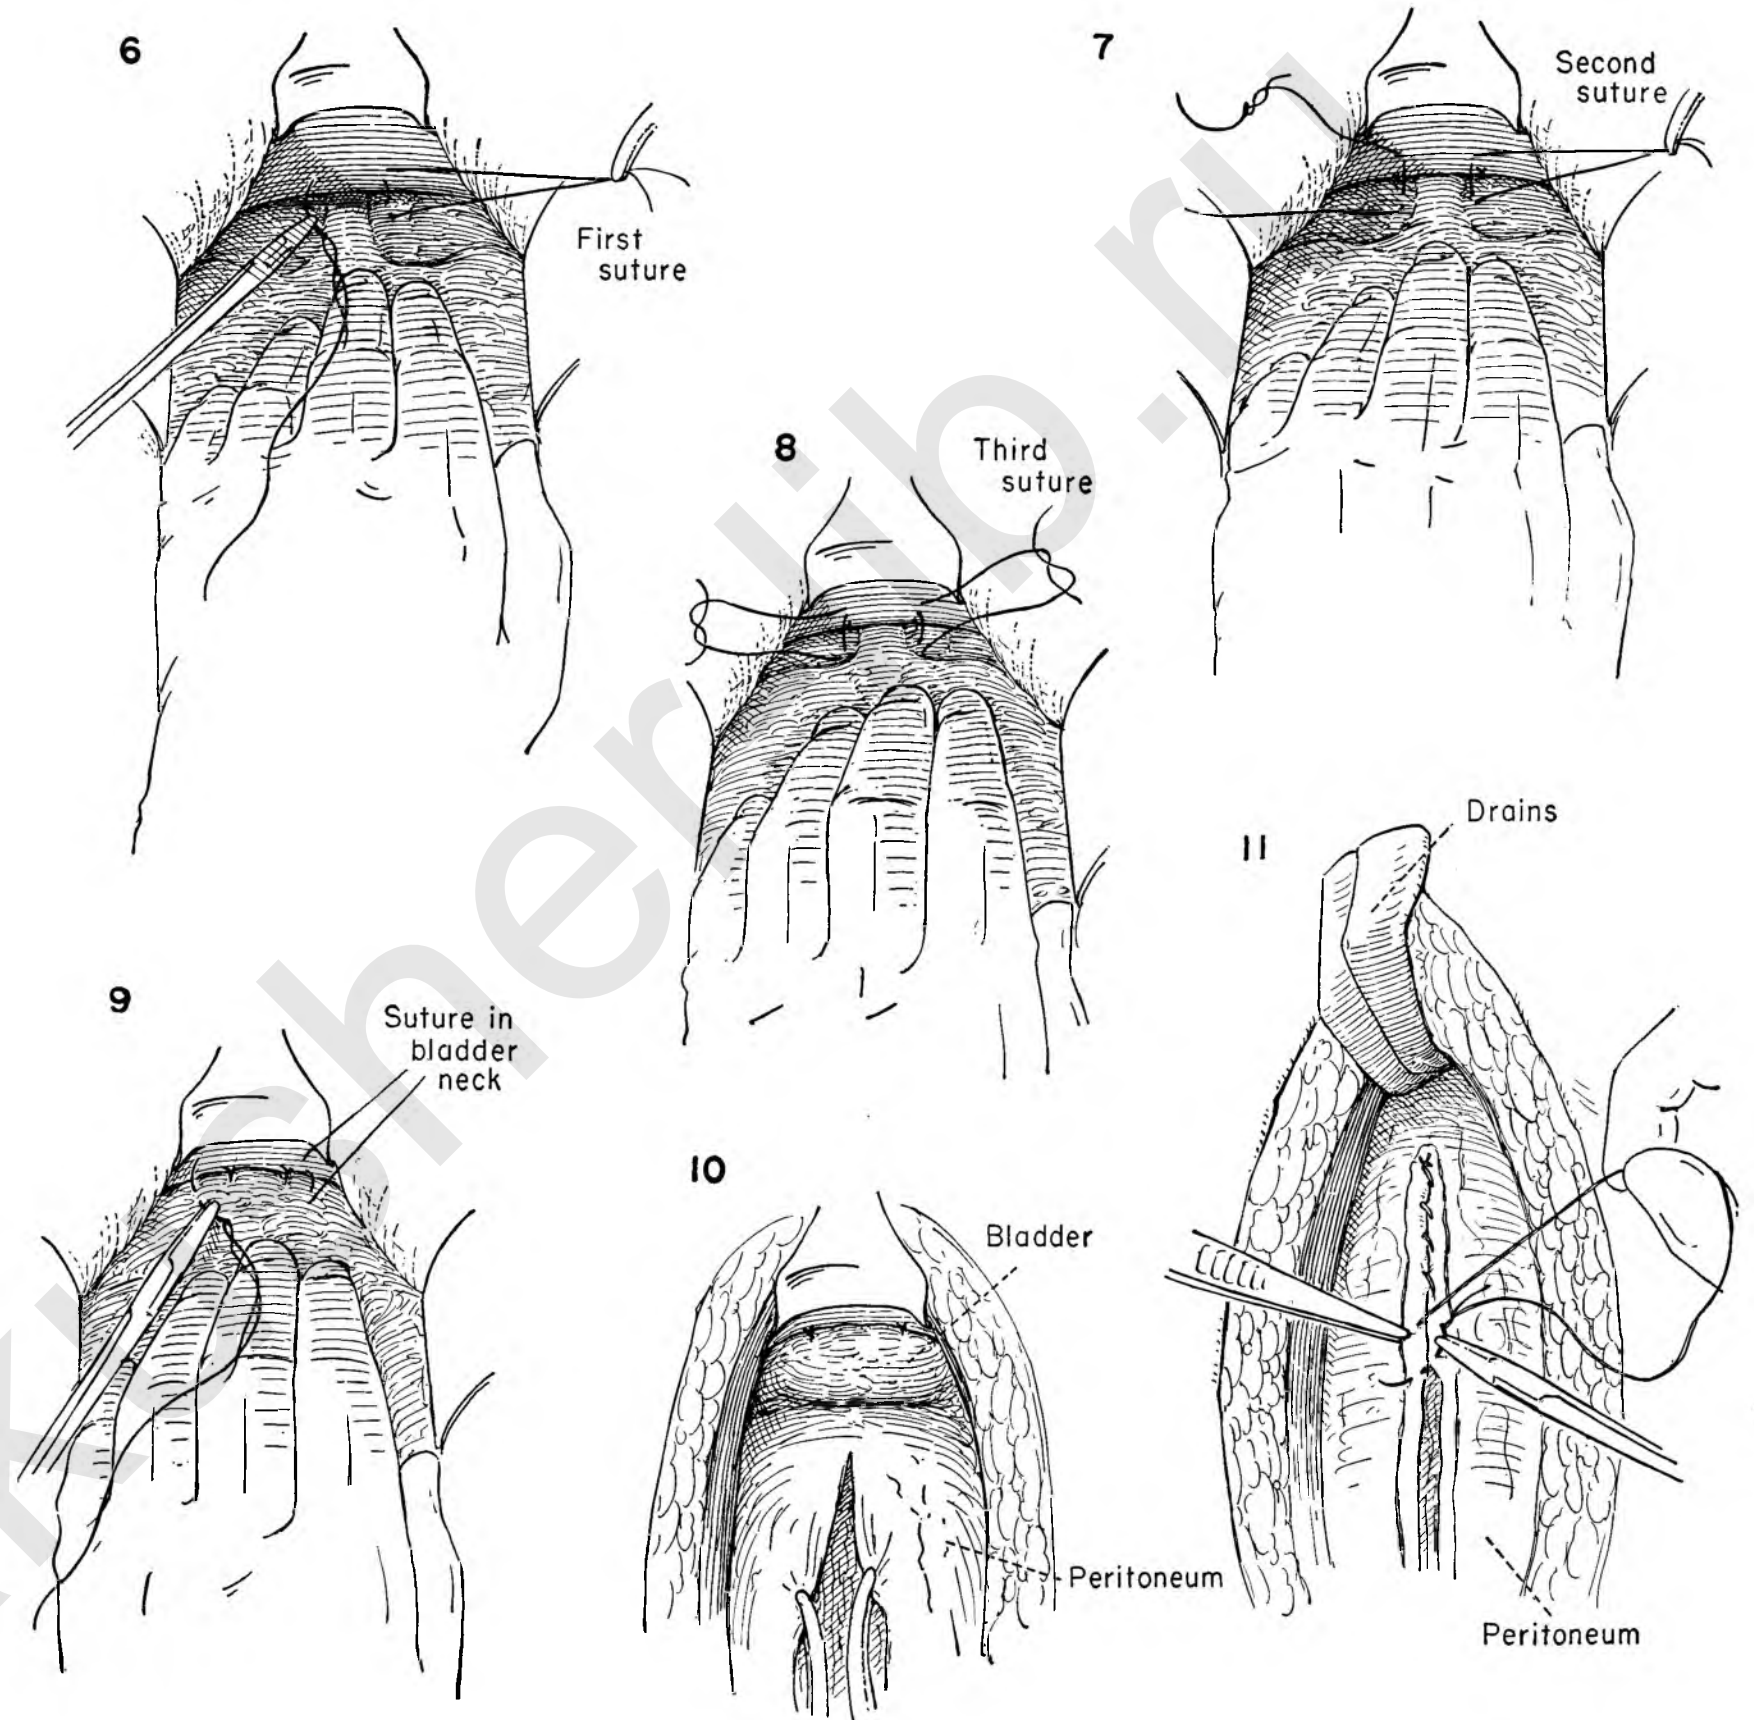 6
First
suture
7
Second
suture
8
Third
suture
9
Suture in
bladder
neck
10
Bladder
Peritoneum
11
Drains
Peritoneum